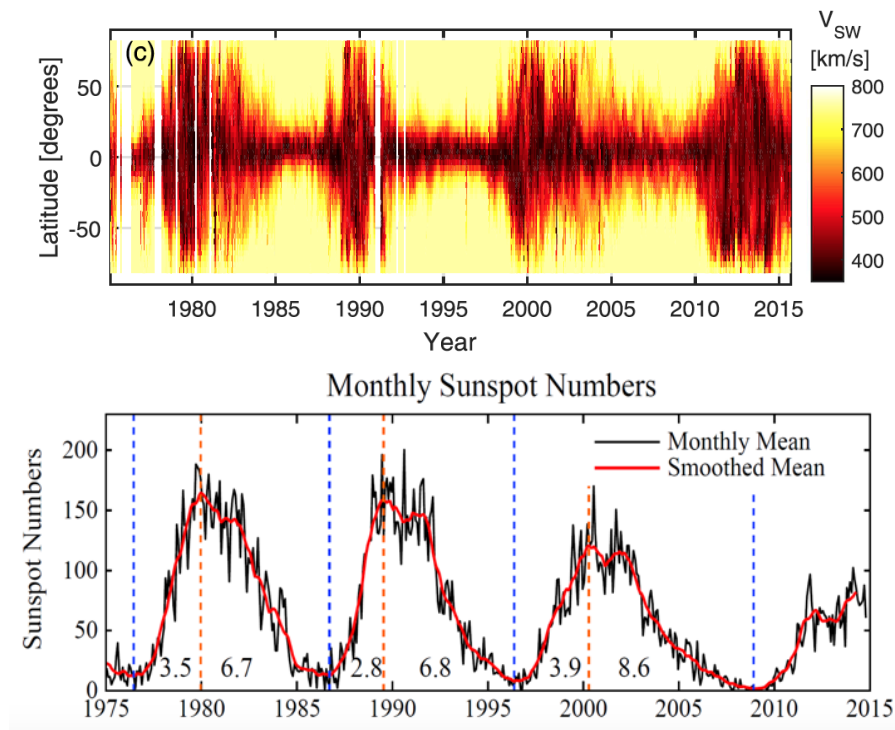 (c)
V_SW
[km/s]
Latitude [degrees]
50
0
-50
800
700
600
500
400
1980 1985 1990 1995 2000 2005 2010 2015
Year
Monthly Sunspot Numbers
Sunspot Numbers
200
150
100
50
0
Monthly Mean
Smoothed Mean
3.5 6.7 2.8 6.8 3.9 8.6
1975 1980 1985 1990 1995 2000 2005 2010 2015